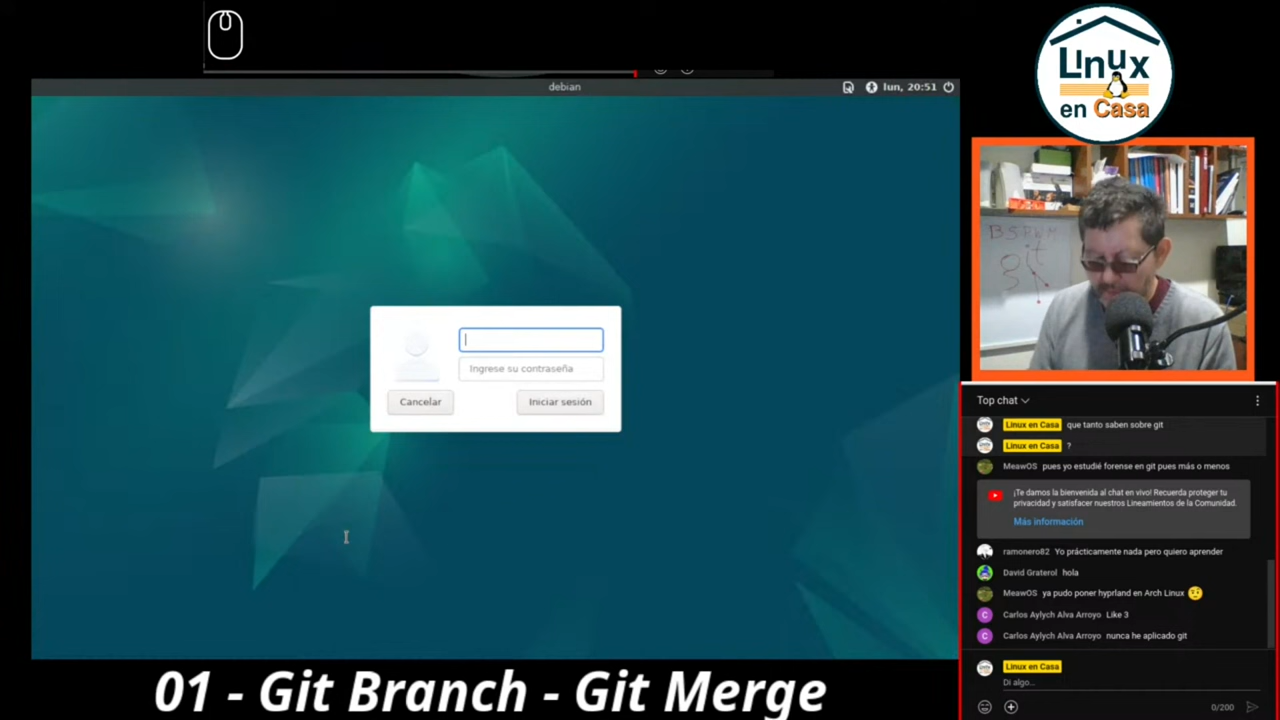 debian
lun, 20:51
Ingrese su contraseña
Cancelar
Iniciar sesión
01 - Git Branch - Git Merge
Linux
en Casa
git
Top chat
Linux en Casa que tanto saben sobre git
Linux en Casa ?
MeawOS pues yo estudié forense en git pues más o menos
¡Te damos la bienvenida al chat en vivo! Recuerda proteger tu
privacidad y satisfacer nuestros Lineamientos de la Comunidad.
Más información
ramonero82 Yo prácticamente nada pero quiero aprender
David Graterol hola
MeawOS ya pudo poner hyprland en Arch Linux 🤨
Carlos Aylych Alva Arroyo Like 3
Carlos Aylych Alva Arroyo nunca he aplicado git
Linux en Casa
Di algo...
0/200